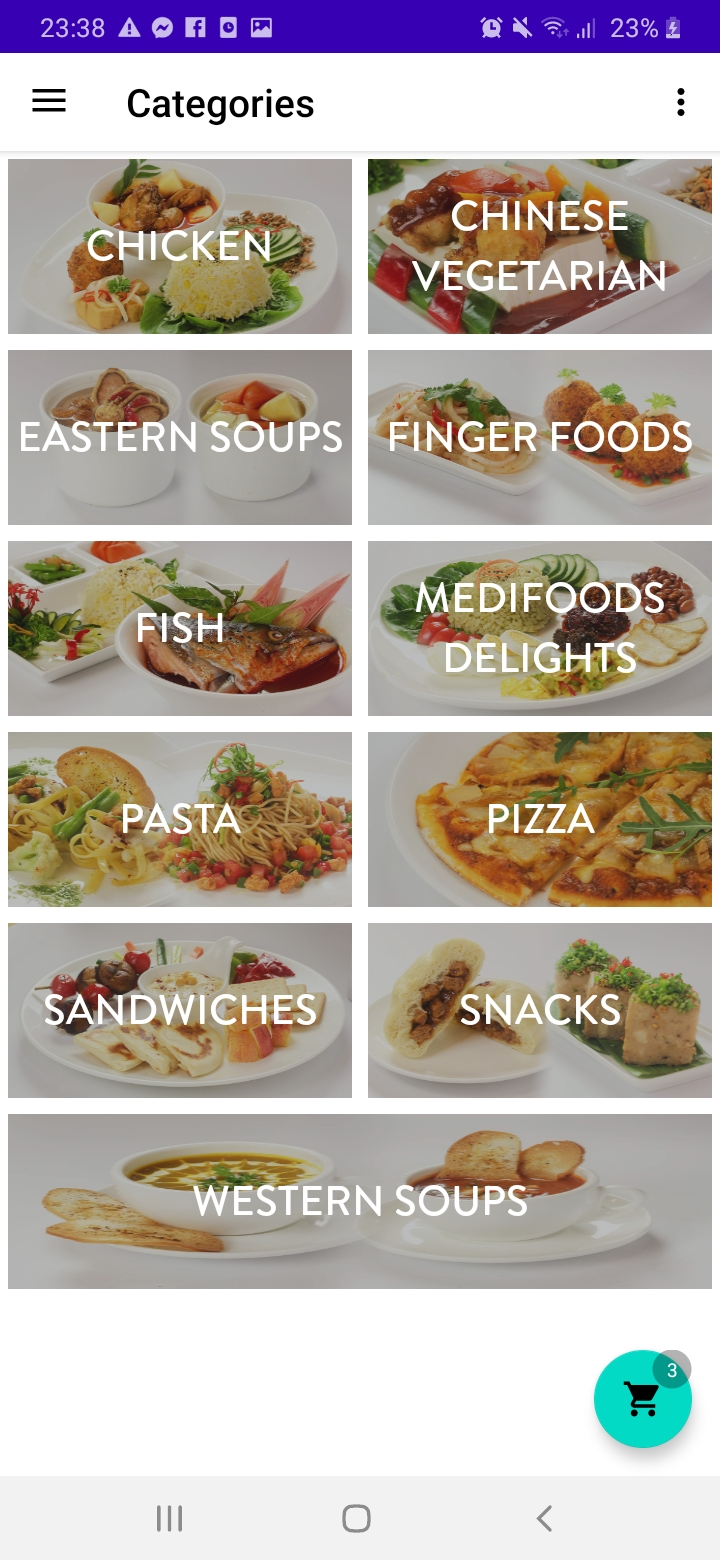 23:38
23%
Categories
CHICKEN
CHINESE
VEGETARIAN
EASTERN SOUPS
FINGER FOODS
FISH
MEDIFOODS
DELIGHTS
PASTA
PIZZA
SANDWICHES
SNACKS
WESTERN SOUPS
3